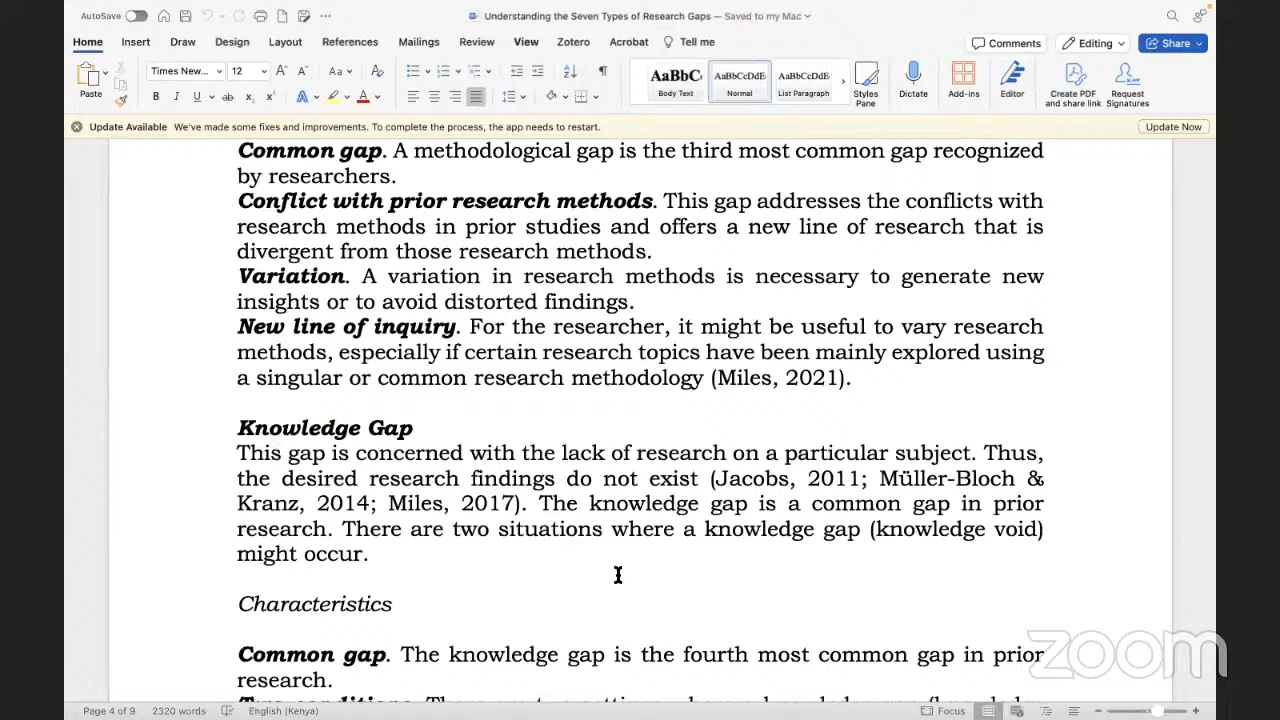 AutoSave
Understanding the Seven Types of Research Gaps — Saved to my Mac
Home Insert Draw Design Layout References Mailings Review View Zotero Acrobat Tell me
Comments Editing Share
Paste
Times New... 12
Aa
B I U ab x₂ x² A A
AaBbC AaBbCcDdE AaBbCcDdE
Body Text Normal List Paragraph
Styles Pane
Dictate
Add-ins
Editor
Create PDF and share link
Request Signatures
Update Available We've made some fixes and improvements. To complete the process, the app needs to restart. Update Now
Common gap. A methodological gap is the third most common gap recognized
by researchers.
Conflict with prior research methods. This gap addresses the conflicts with
research methods in prior studies and offers a new line of research that is
divergent from those research methods.
Variation. A variation in research methods is necessary to generate new
insights or to avoid distorted findings.
New line of inquiry. For the researcher, it might be useful to vary research
methods, especially if certain research topics have been mainly explored using
a singular or common research methodology (Miles, 2021).
Knowledge Gap
This gap is concerned with the lack of research on a particular subject. Thus,
the desired research findings do not exist (Jacobs, 2011; Müller-Bloch &
Kranz, 2014; Miles, 2017). The knowledge gap is a common gap in prior
research. There are two situations where a knowledge gap (knowledge void)
might occur.
Characteristics
Common gap. The knowledge gap is the fourth most common gap in prior
research.
zoom
Page 4 of 9 2320 words English (Kenya) Focus